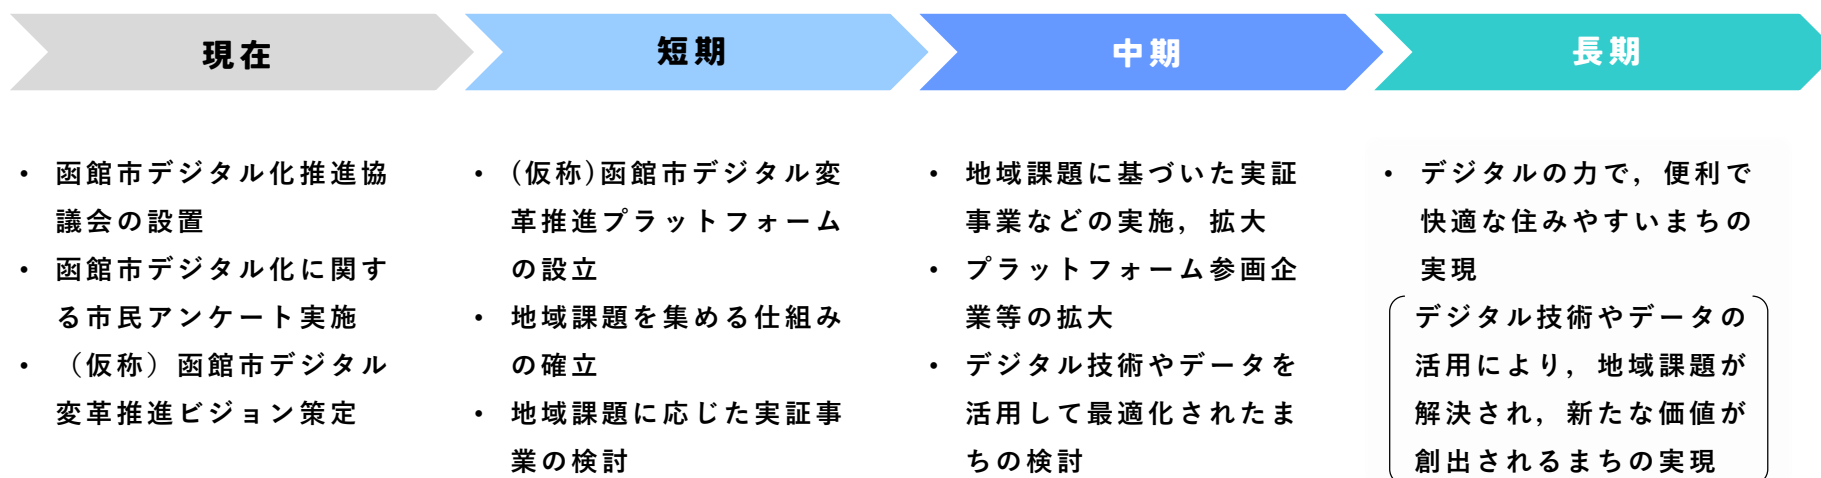 現在
短期
中期
長期
• 函館市デジタル化推進協
議会の設置
• 函館市デジタル化に関す
る市民アンケート実施
• （仮称）函館市デジタル
変革推進ビジョン策定
• (仮称)函館市デジタル変
革推進プラットフォーム
の設立
• 地域課題を集める仕組み
の確立
• 地域課題に応じた実証事
業の検討
• 地域課題に基づいた実証
事業などの実施，拡大
• プラットフォーム参画企
業等の拡大
• デジタル技術やデータを
活用して最適化されたま
ちの検討
• デジタルの力で，便利で
快適な住みやすいまちの
実現
デジタル技術やデータの
活用により，地域課題が
解決され，新たな価値が
創出されるまちの実現